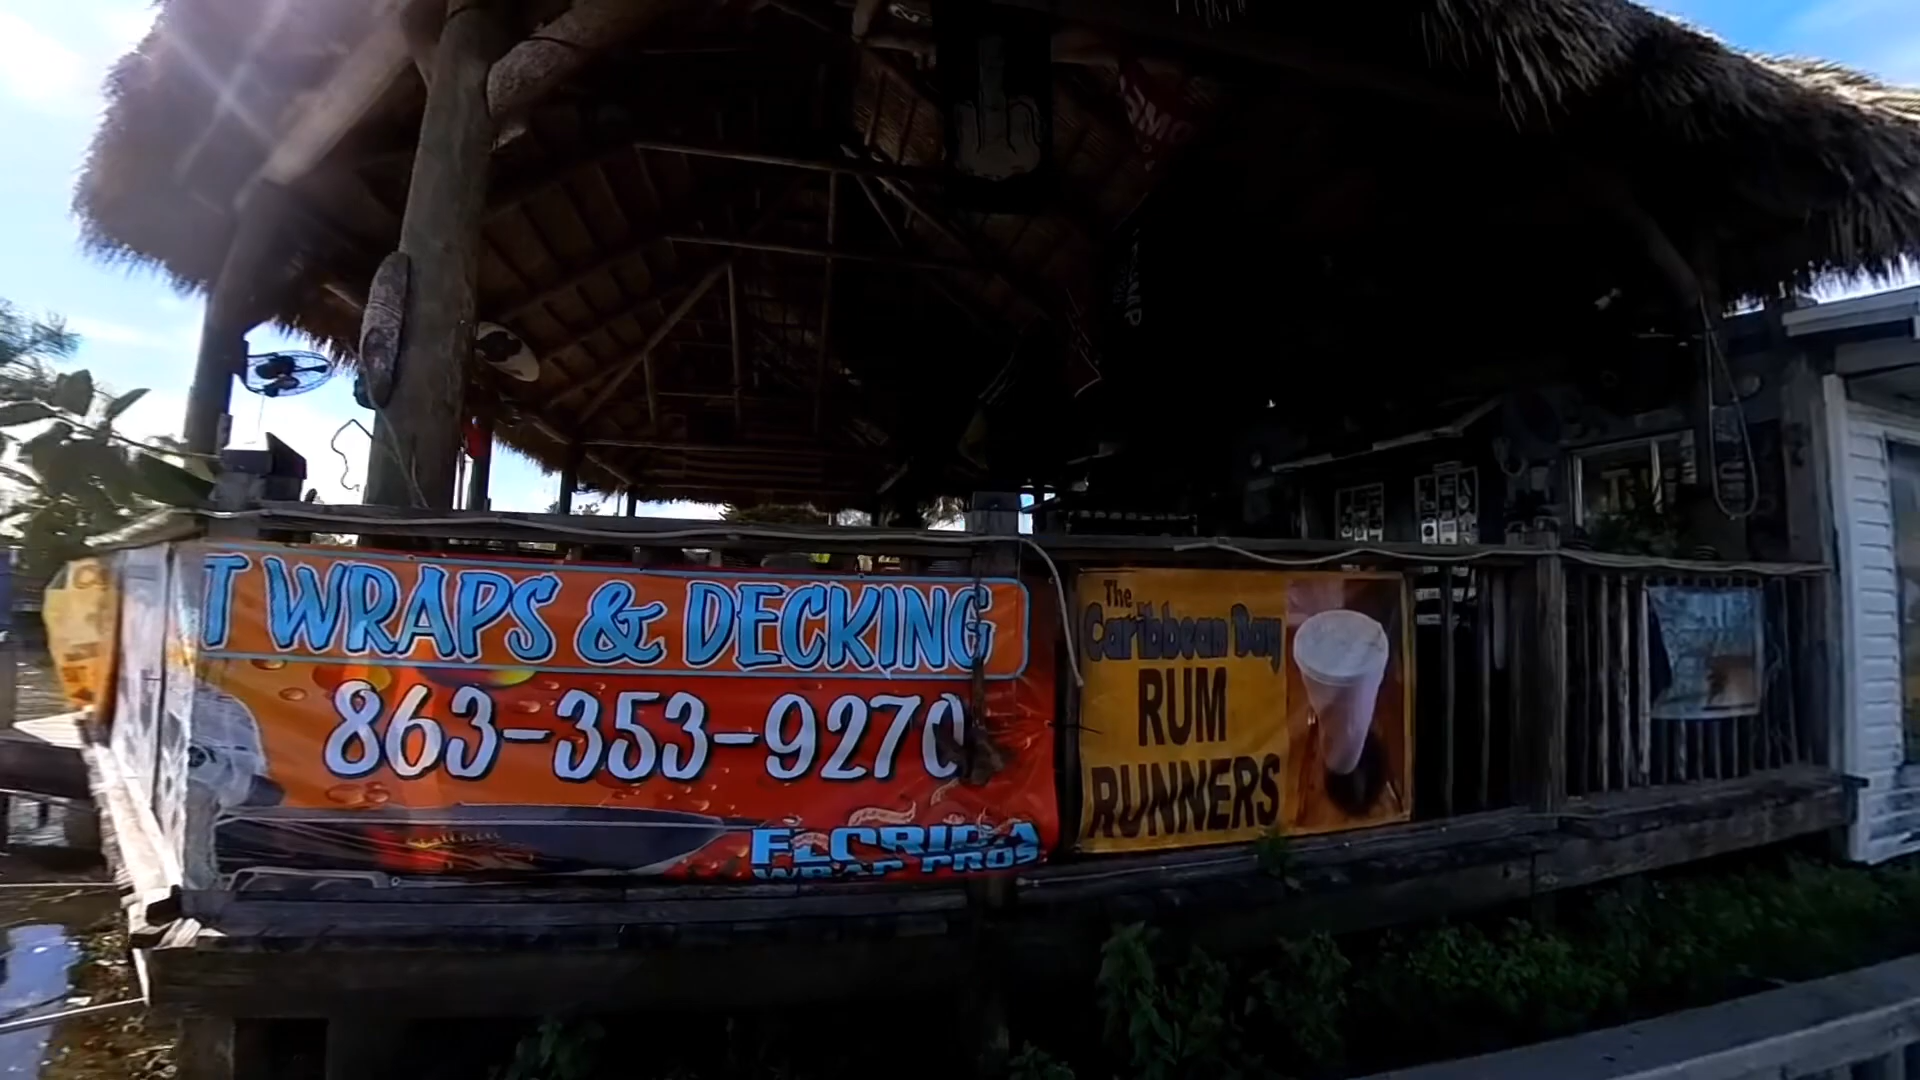 T WRAPS & DECKING
863-353-9270
FLORIDA
WRAP PROS
The
Caribbean Bay
RUM
RUNNERS